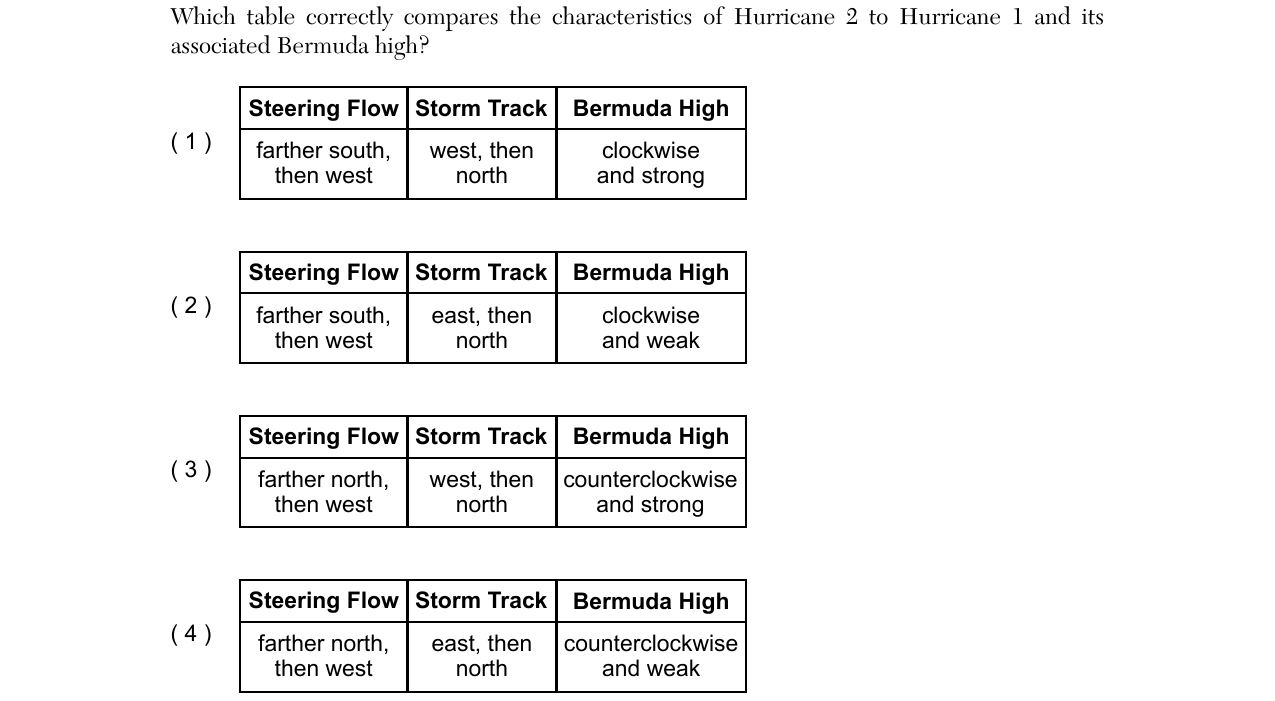 Which table correctly compares the characteristics of Hurricane 2 to Hurricane 1 and its
associated Bermuda high?
( 1 )
Steering Flow Storm Track Bermuda High
farther south, west, then clockwise
then west north and strong
( 2 )
Steering Flow Storm Track Bermuda High
farther south, east, then clockwise
then west north and weak
( 3 )
Steering Flow Storm Track Bermuda High
farther north, west, then counterclockwise
then west north and strong
( 4 )
Steering Flow Storm Track Bermuda High
farther north, east, then counterclockwise
then west north and weak